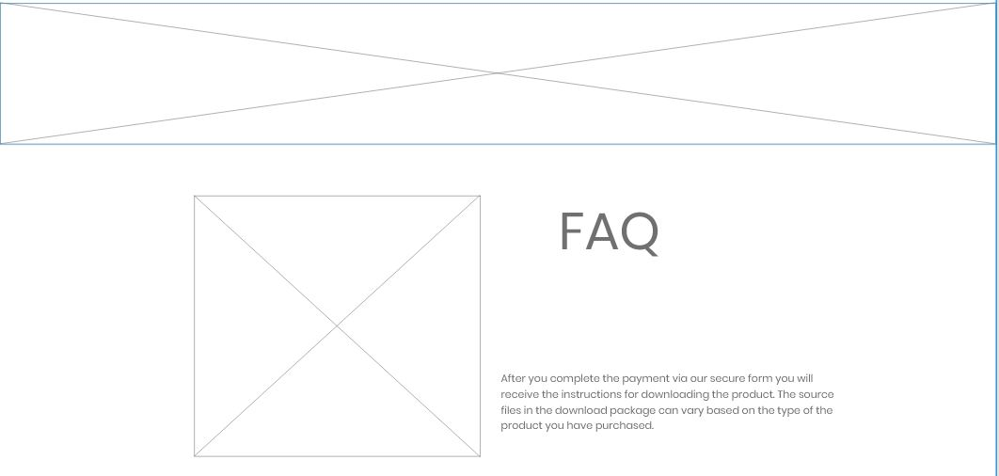 FAQ
After you complete the payment via our secure form you will
receive the instructions for downloading the product. The source
files in the download package can vary based on the type of the
product you have purchased.